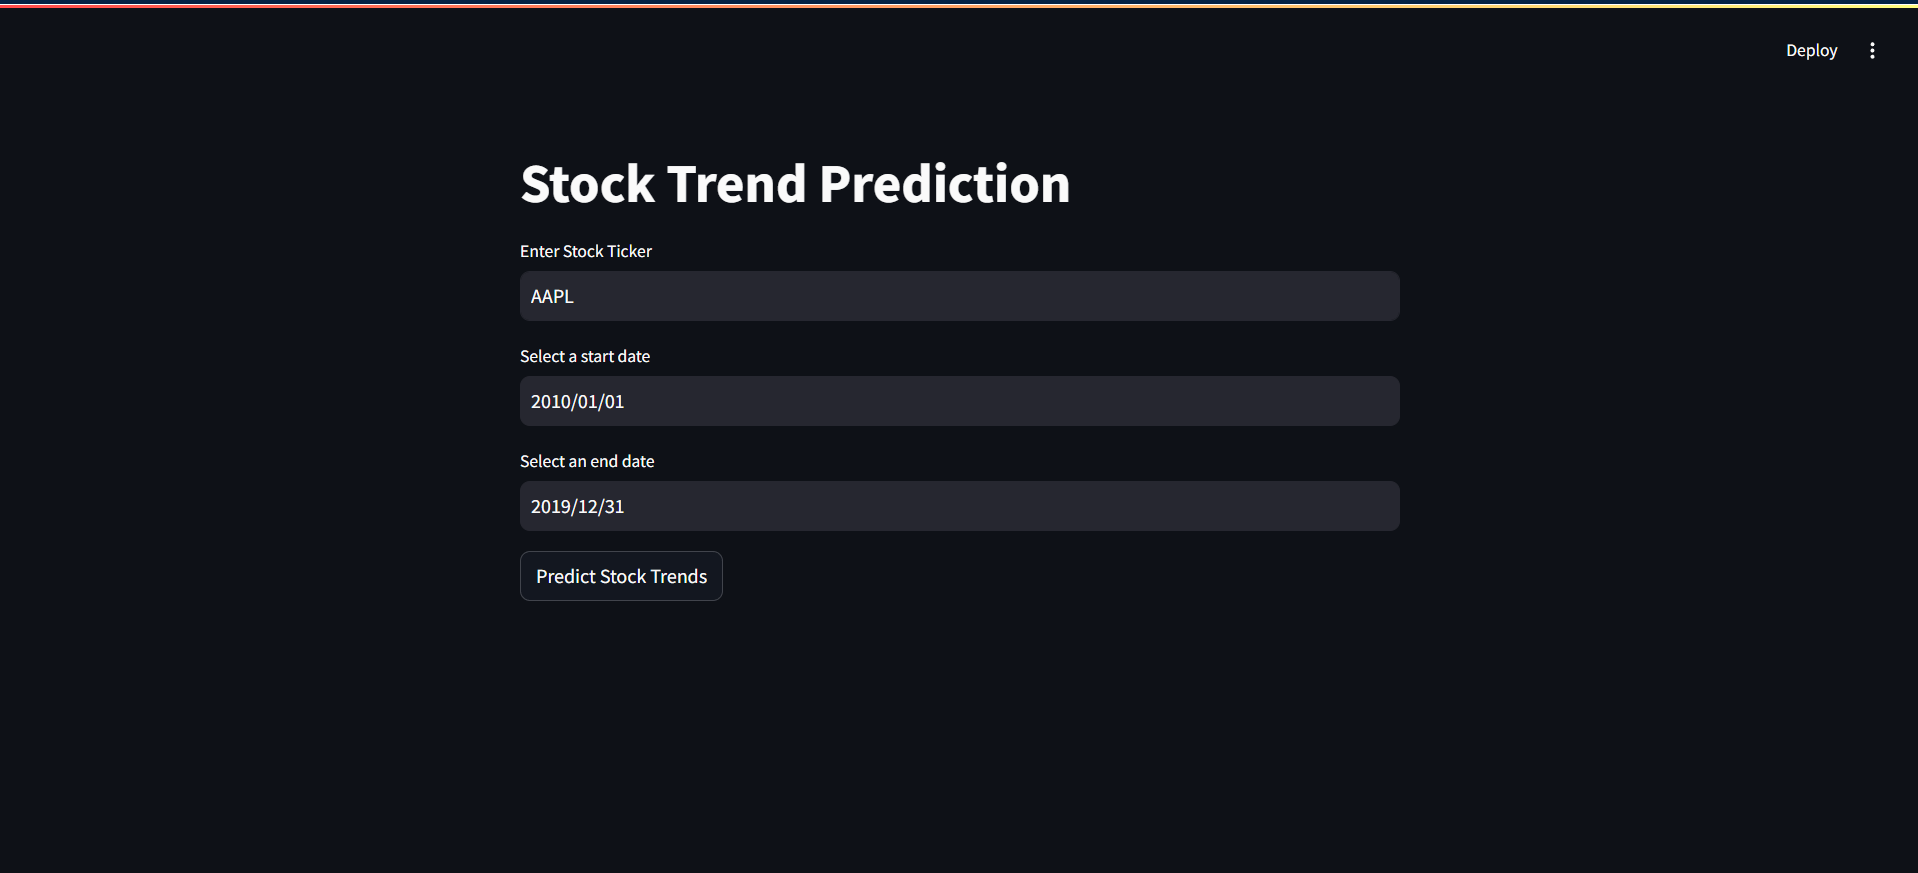 Deploy
Stock Trend Prediction
Enter Stock Ticker
AAPL
Select a start date
2010/01/01
Select an end date
2019/12/31
Predict Stock Trends